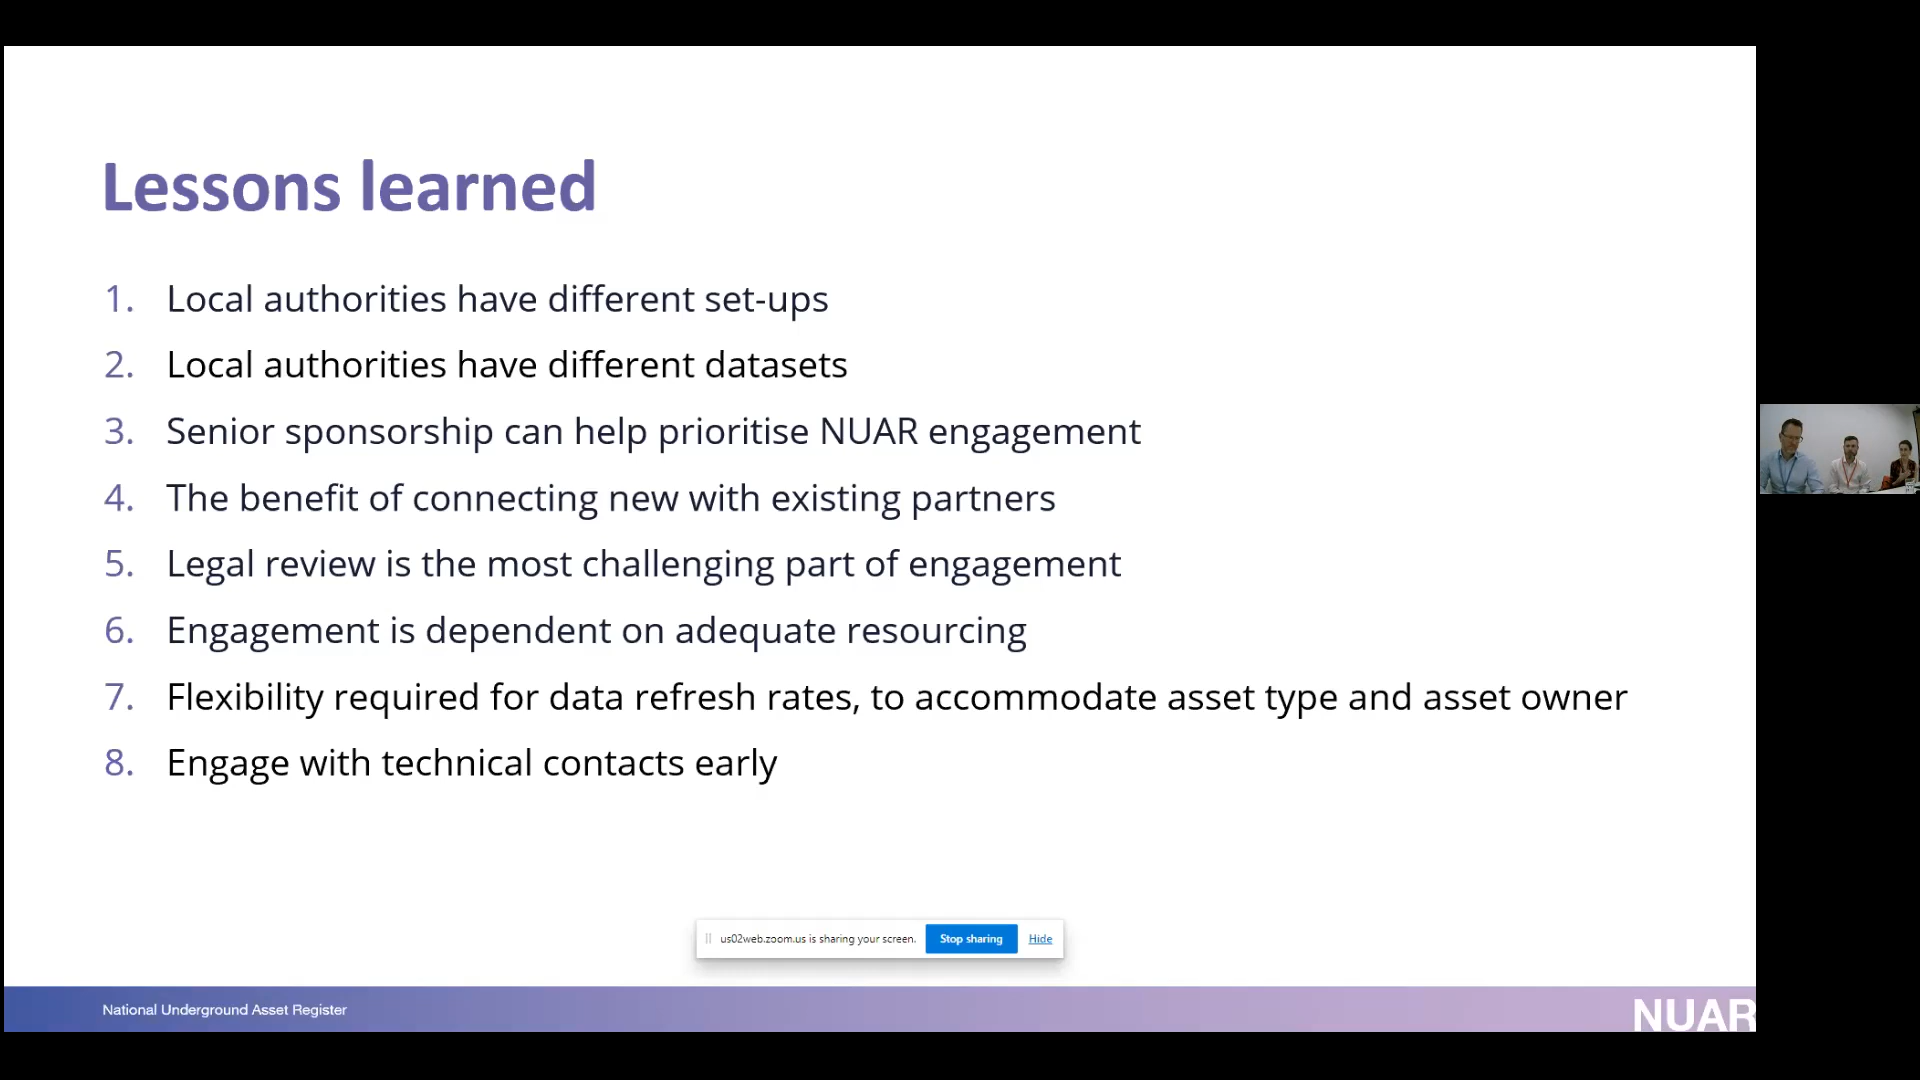 Lessons learned
1. Local authorities have different set-ups
2. Local authorities have different datasets
3. Senior sponsorship can help prioritise NUAR engagement
4. The benefit of connecting new with existing partners
5. Legal review is the most challenging part of engagement
6. Engagement is dependent on adequate resourcing
7. Flexibility required for data refresh rates, to accommodate asset type and asset owner
8. Engage with technical contacts early
us02web.zoom.us is sharing your screen. Stop sharing Hide
National Underground Asset Register NUAR